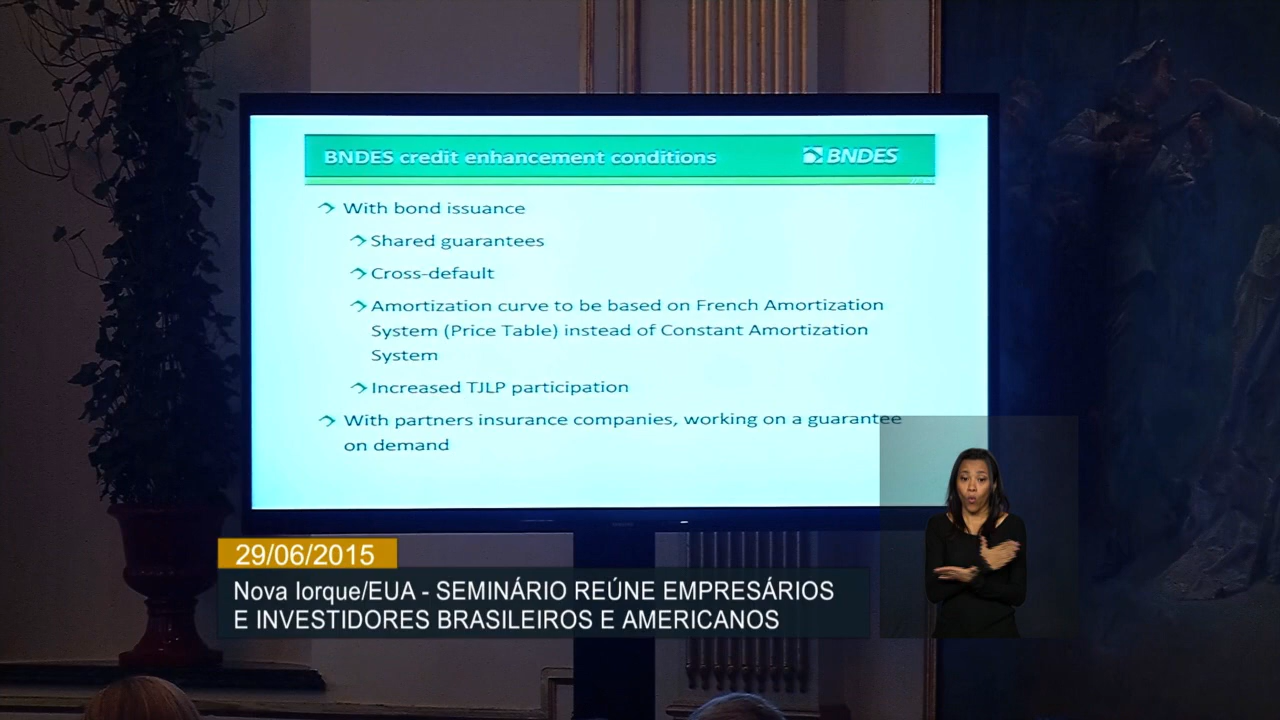 BNDES credit enhancement conditions
BNDES
With bond issuance
Shared guarantees
Cross-default
Amortization curve to be based on French Amortization
System (Price Table) instead of Constant Amortization
System
Increased TJLP participation
With partners insurance companies, working on a guarantee
on demand
29/06/2015
Nova Iorque/EUA - SEMINÁRIO REÚNE EMPRESÁRIOS
E INVESTIDORES BRASILEIROS E AMERICANOS